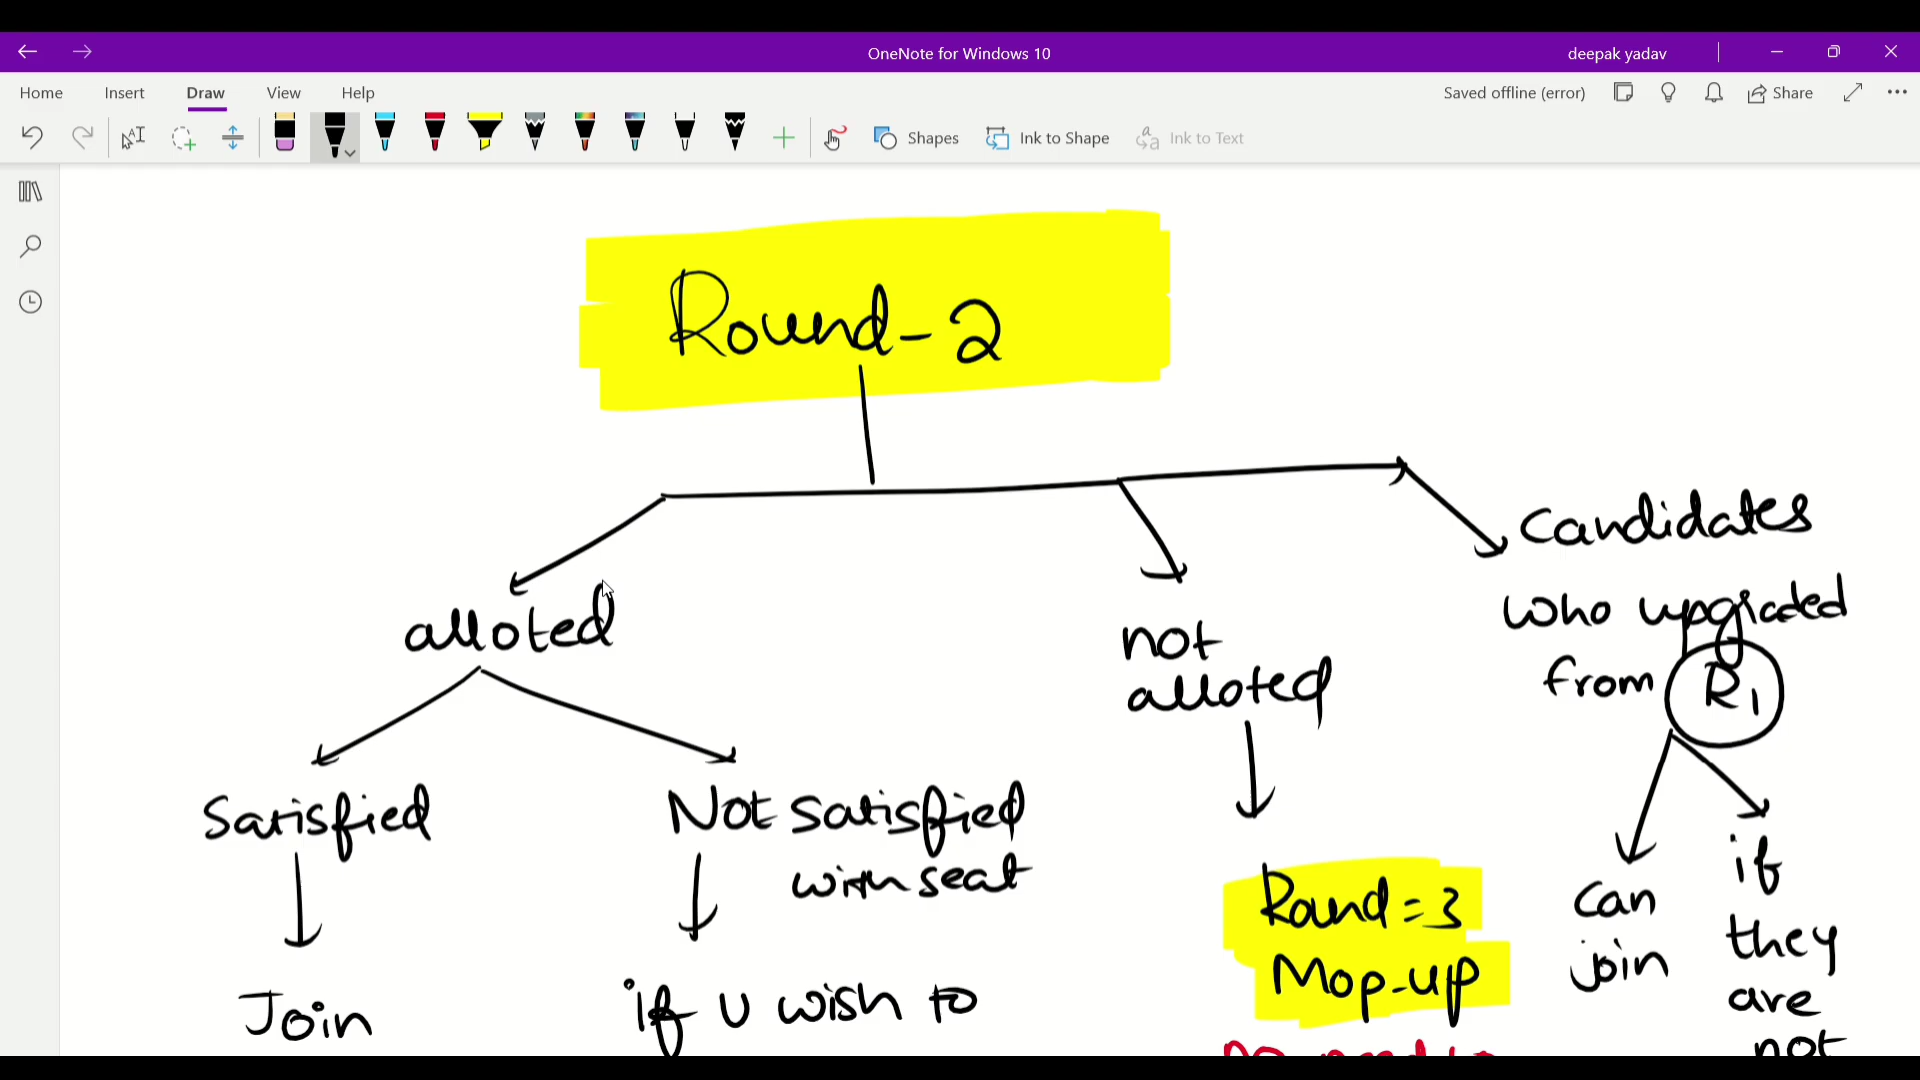 OneNote for Windows 10
deepak yadav
Home Insert Draw View Help
Saved offline (error)
Share
Shapes
Ink to Shape
Ink to Text
Round-2
alloted
not
alloted
Candidates
who upgraded
from R1
Satisfied
Not satisfied
with seat
Round=3
Mop-up
can
join
if
they
are
not
Join
if u wish to